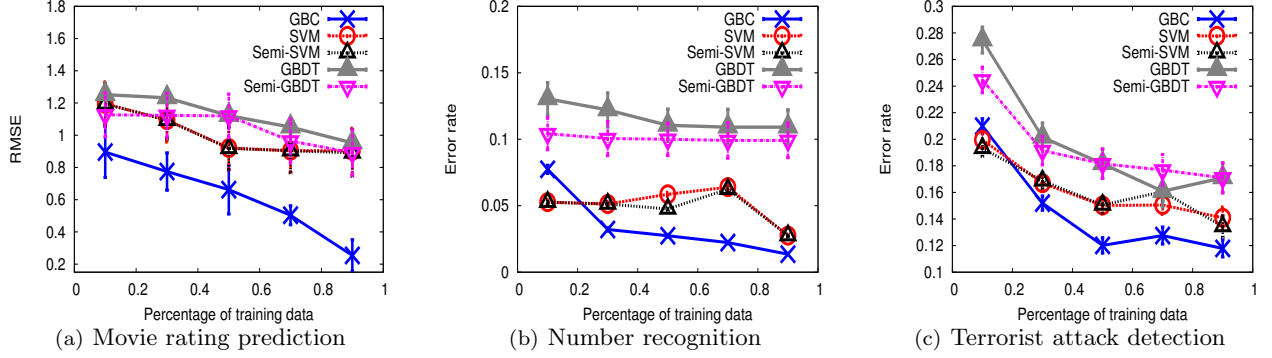 1.8
1.6
1.4
1.2
1
0.8
0.6
0.4
0.2
RMSE
GBC
SVM
Semi-SVM
GBDT
Semi-GBDT
0 0.2 0.4 0.6 0.8 1
Percentage of training data
(a) Movie rating prediction
0.2
0.15
0.1
0.05
0
Error rate
GBC
SVM
Semi-SVM
GBDT
Semi-GBDT
0 0.2 0.4 0.6 0.8 1
Percentage of training data
(b) Number recognition
0.3
0.28
0.26
0.24
0.22
0.2
0.18
0.16
0.14
0.12
0.1
Error rate
GBC
SVM
Semi-SVM
GBDT
Semi-GBDT
0 0.2 0.4 0.6 0.8 1
Percentage of training data
(c) Terrorist attack detection